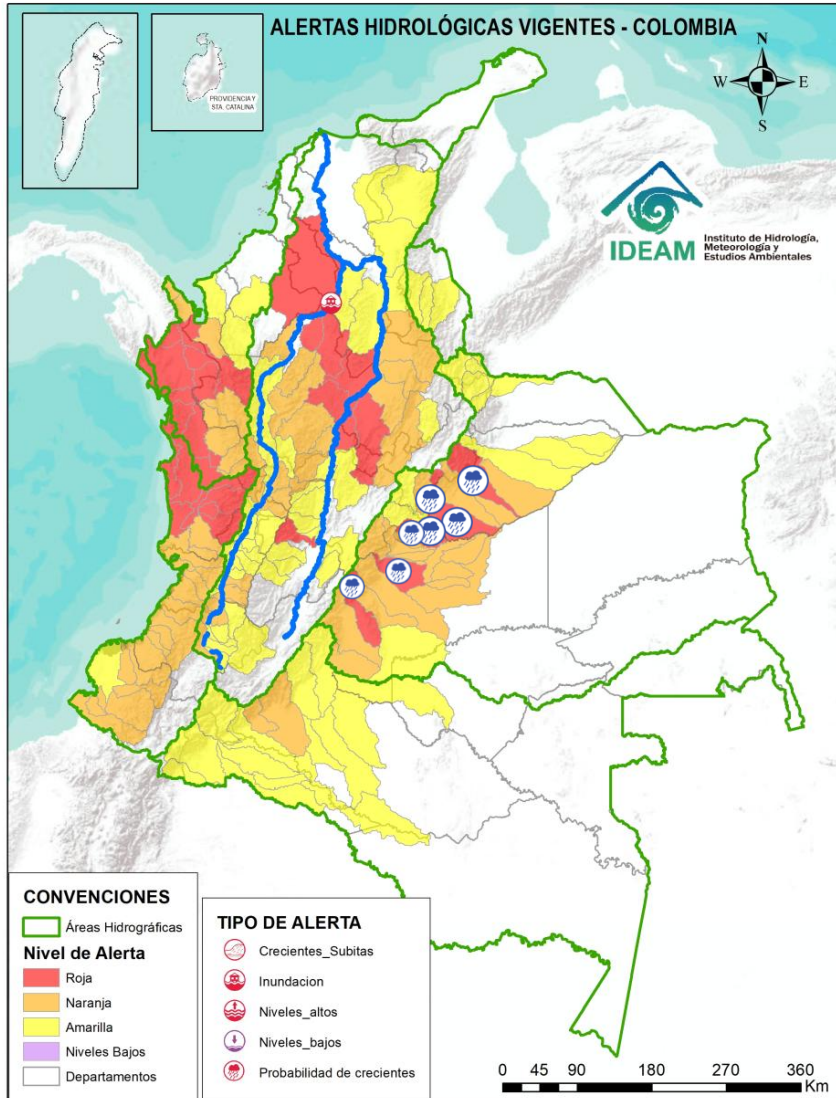 ALERTAS HIDROLÓGICAS VIGENTES - COLOMBIA
PROVIDENCIA Y
STA. CATALINA
N
W
E
S
IDEAM
Instituto de Hidrología,
Meteorología y
Estudios Ambientales
CONVENCIONES
Áreas Hidrográficas
Nivel de Alerta
Roja
Naranja
Amarilla
Niveles Bajos
Departamentos
TIPO DE ALERTA
Crecientes_Subitas
Inundacion
Niveles_altos
Niveles_bajos
Probabilidad de crecientes
0 45 90 180 270 360
Km